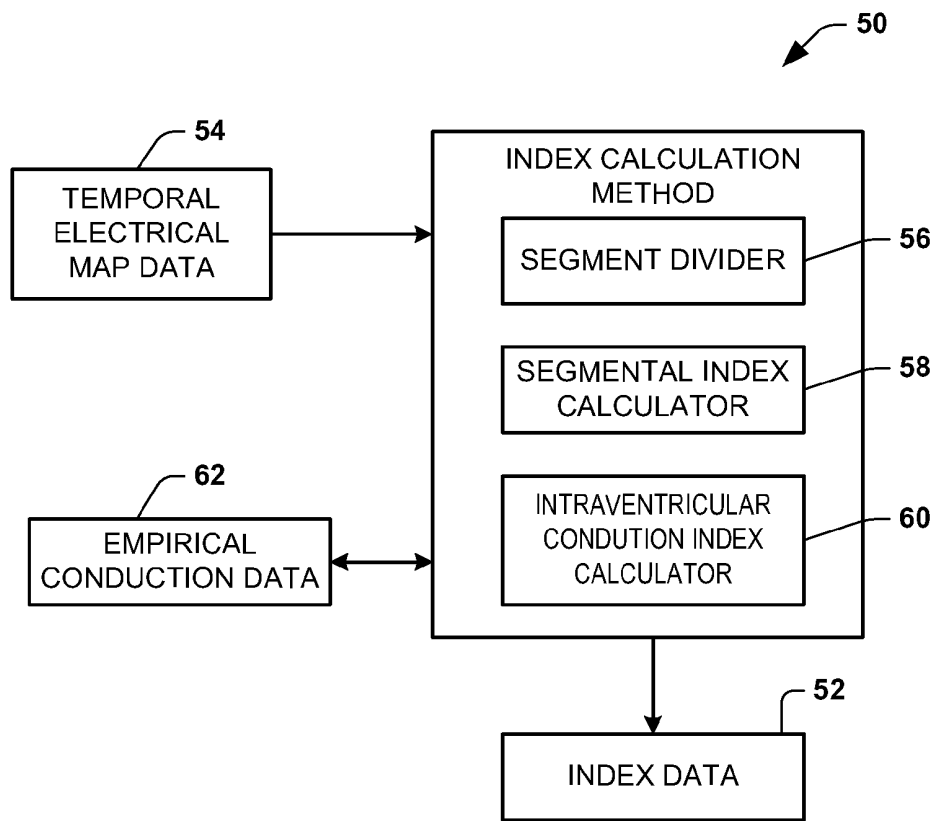 50
54
TEMPORAL
ELECTRICAL
MAP DATA
INDEX CALCULATION
METHOD
SEGMENT DIVIDER
56
SEGMENTAL INDEX
CALCULATOR
58
62
EMPIRICAL
CONDUCTION DATA
INTRAVENTRICULAR
CONDUTION INDEX
CALCULATOR
60
52
INDEX DATA